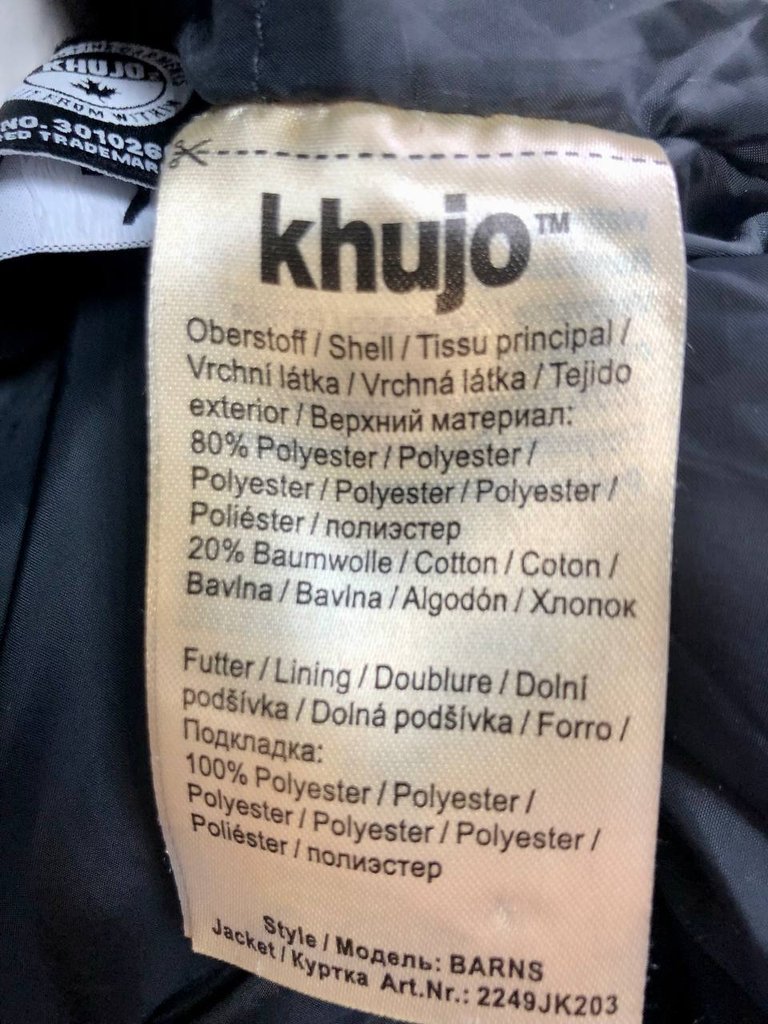 KHUJO
FROM WITHIN
NO. 301026
TRADEMAR
khujo™
Oberstoff / Shell / Tissu principal /
Vrchní látka / Vrchná látka / Tejido
exterior / Верхний материал:
80% Polyester / Polyester /
Polyester / Polyester / Polyester /
Poliéster / полиэстер
20% Baumwolle / Cotton / Coton /
Bavlna / Bavlna / Algodón / Хлопок
Futter / Lining / Doublure / Dolní
podšívka / Dolná podšívka / Forro /
Подкладка:
100% Polyester / Polyester /
Polyester / Polyester / Polyester /
Poliéster / полиэстер
Style / Модель: BARNS
Jacket / Куртка Art.Nr.: 2249JK203